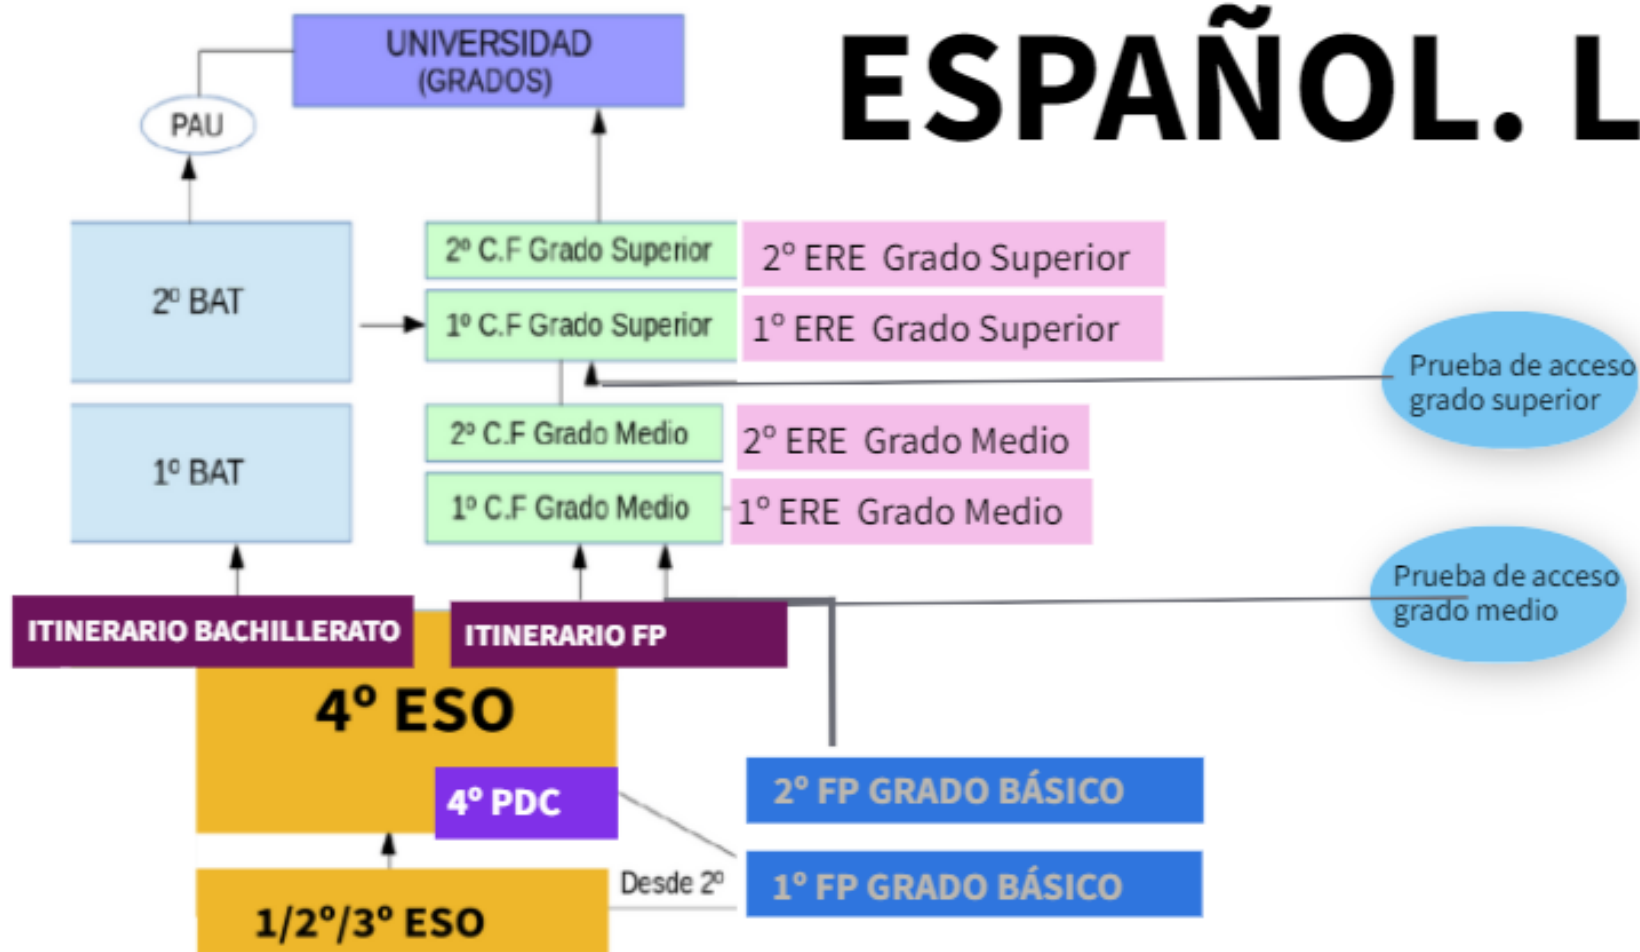 ESPAÑOL. L
UNIVERSIDAD
(GRADOS)
PAU
2º BAT
2º C.F Grado Superior
2º ERE Grado Superior
1º C.F Grado Superior
1º ERE Grado Superior
Prueba de acceso
grado superior
1º BAT
2º C.F Grado Medio
2º ERE Grado Medio
1º C.F Grado Medio
1º ERE Grado Medio
Prueba de acceso
grado medio
ITINERARIO BACHILLERATO
ITINERARIO FP
4º ESO
4º PDC
2º FP GRADO BÁSICO
Desde 2º
1º FP GRADO BÁSICO
1/2º/3º ESO